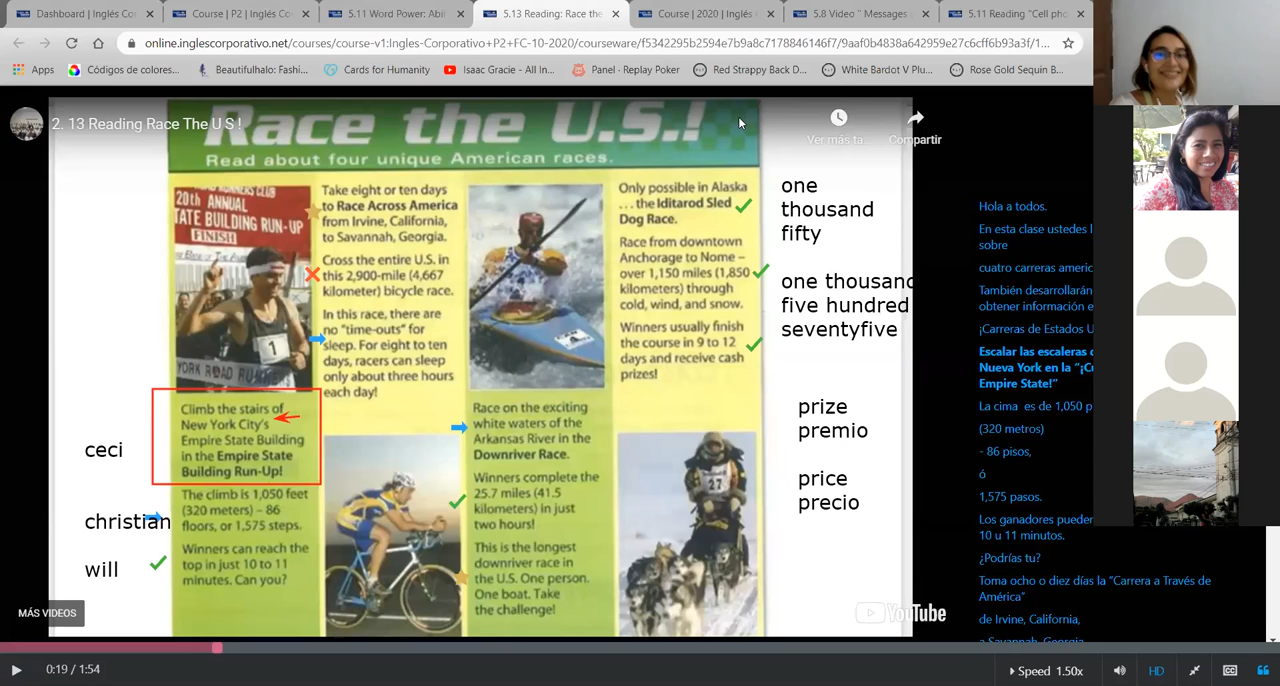 Dashboard | Inglés Co
Course | P2 | Inglés Co
5.11 Word Power: Abil
5.13 Reading: Race the
Course | 2020 | Inglés
5.8 Video " Messages
5.11 Reading "Cell pho
online.inglescorporativo.net/courses/course-v1:Ingles-Corporativo+P2+FC-10-2020/courseware/f5342295b2594e7b9a8c7178846146f7/9aaf0b4838a642959e27c6cff6b93a3f/1...
Apps
Códigos de colores...
Beautifulhalo: Fashi...
Cards for Humanity
Isaac Gracie - All In...
Panel · Replay Poker
Red Strappy Back D...
White Bardot V Plu...
Rose Gold Sequin B...
2. 13 Reading Race The U S !
Ver más ta...
Compartir
Race the U.S.!
Read about four unique American races.
20th ANNUAL
TATE BUILDING RUN-UP
FINISH
1
YORK ROAD RUNNERS
Climb the stairs of
New York City's
Empire State Building
in the Empire State
Building Run-Up!
The climb is 1,050 feet
(320 meters) – 86
floors, or 1,575 steps.
Winners can reach the
top in just 10 to 11
minutes. Can you?
Take eight or ten days
to Race Across America
from Irvine, California,
to Savannah, Georgia.
Cross the entire U.S. in
this 2,900-mile (4,667
kilometer) bicycle race.
In this race, there are
no "time-outs" for
sleep. For eight to ten
days, racers can sleep
only about three hours
each day!
Race on the exciting
white waters of the
Arkansas River in the
Downriver Race.
Winners complete the
25.7 miles (41.5
kilometers) in just
two hours!
This is the longest
downriver race in
the U.S. One person.
One boat. Take
the challenge!
Only possible in Alaska
. . . the Iditarod Sled
Dog Race.
Race from downtown
Anchorage to Nome –
over 1,150 miles (1,850
kilometers) through
cold, wind, and snow.
Winners usually finish
the course in 9 to 12
days and receive cash
prizes!
27
ceci
christian
will
one
thousand
fifty
one thousand
five hundred
seventyfive
prize
premio
price
precio
MÁS VIDEOS
YouTube
Hola a todos.
En esta clase ustedes l
sobre
cuatro carreras americ
También desarrollarán
obtener información e
¡Carreras de Estados U
Escalar las escaleras d
Nueva York en la "¡C
Empire State!"
La cima es de 1,050 p
(320 metros)
- 86 pisos,
ó
1,575 pasos.
Los ganadores pueden
10 u 11 minutos.
¿Podrías tu?
Toma ocho o diez días la "Carrera a Través de
América"
de Irvine, California,
a Savannah, Georgia
0:19 / 1:54
Speed 1.50x
HD
CC